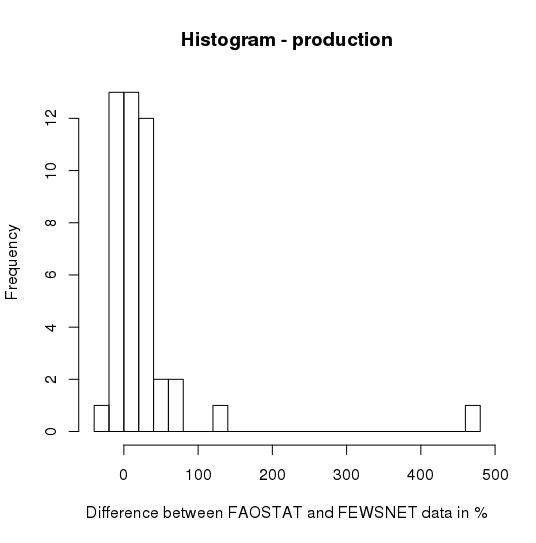 Histogram - production
Frequency
12
10
8
6
4
2
0
0 100 200 300 400 500
Difference between FAOSTAT and FEWSNET data in %